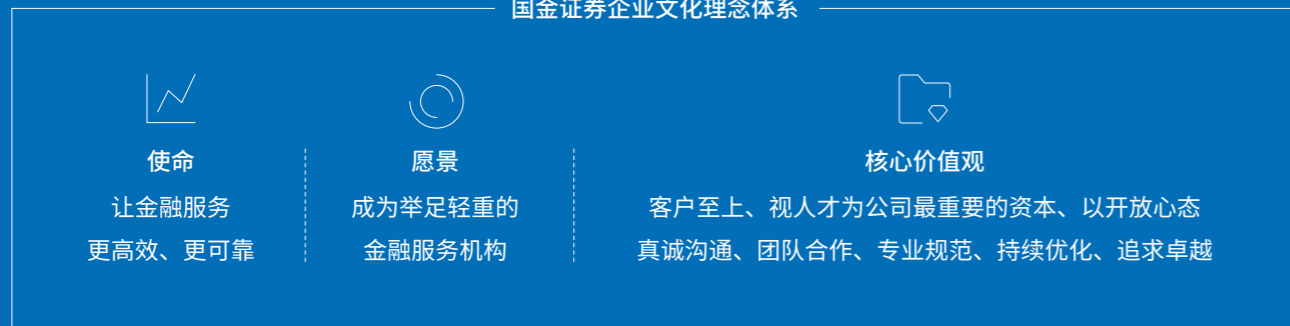 国金证券企业文化理念体系
使命
让金融服务
更高效、更可靠
愿景
成为举足轻重的
金融服务机构
核心价值观
客户至上、视人才为公司最重要的资本、以开放心态
真诚沟通、团队合作、专业规范、持续优化、追求卓越